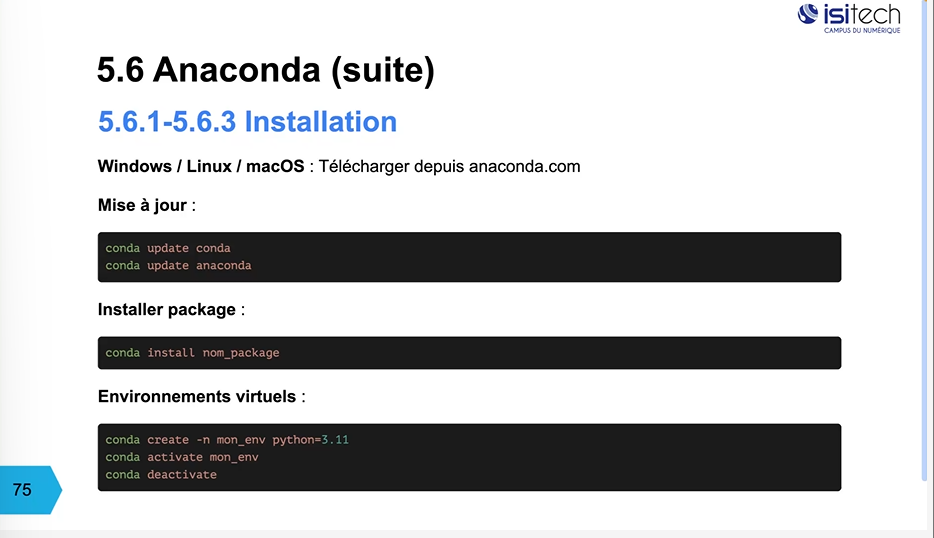 isitech
CAMPUS DU NUMÉRIQUE
5.6 Anaconda (suite)
5.6.1-5.6.3 Installation
Windows / Linux / macOS : Télécharger depuis anaconda.com
Mise à jour :
conda update conda
conda update anaconda
Installer package :
conda install nom_package
Environnements virtuels :
conda create -n mon_env python=3.11
conda activate mon_env
conda deactivate
75